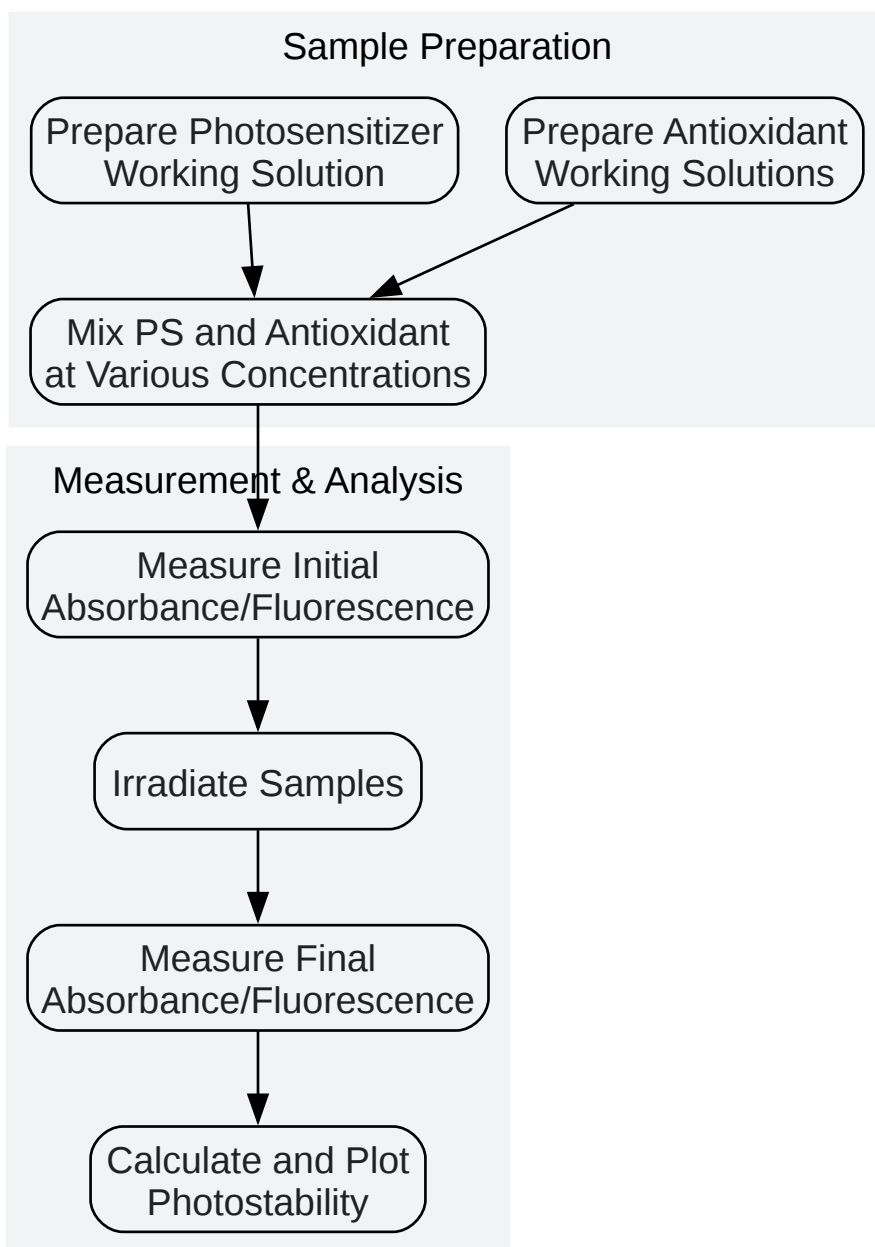 Sample Preparation
Prepare Photosensitizer
Working Solution
Prepare Antioxidant
Working Solutions
Mix PS and Antioxidant
at Various Concentrations
Measurement & Analysis
Measure Initial
Absorbance/Fluorescence
Irradiate Samples
Measure Final
Absorbance/Fluorescence
Calculate and Plot
Photostability